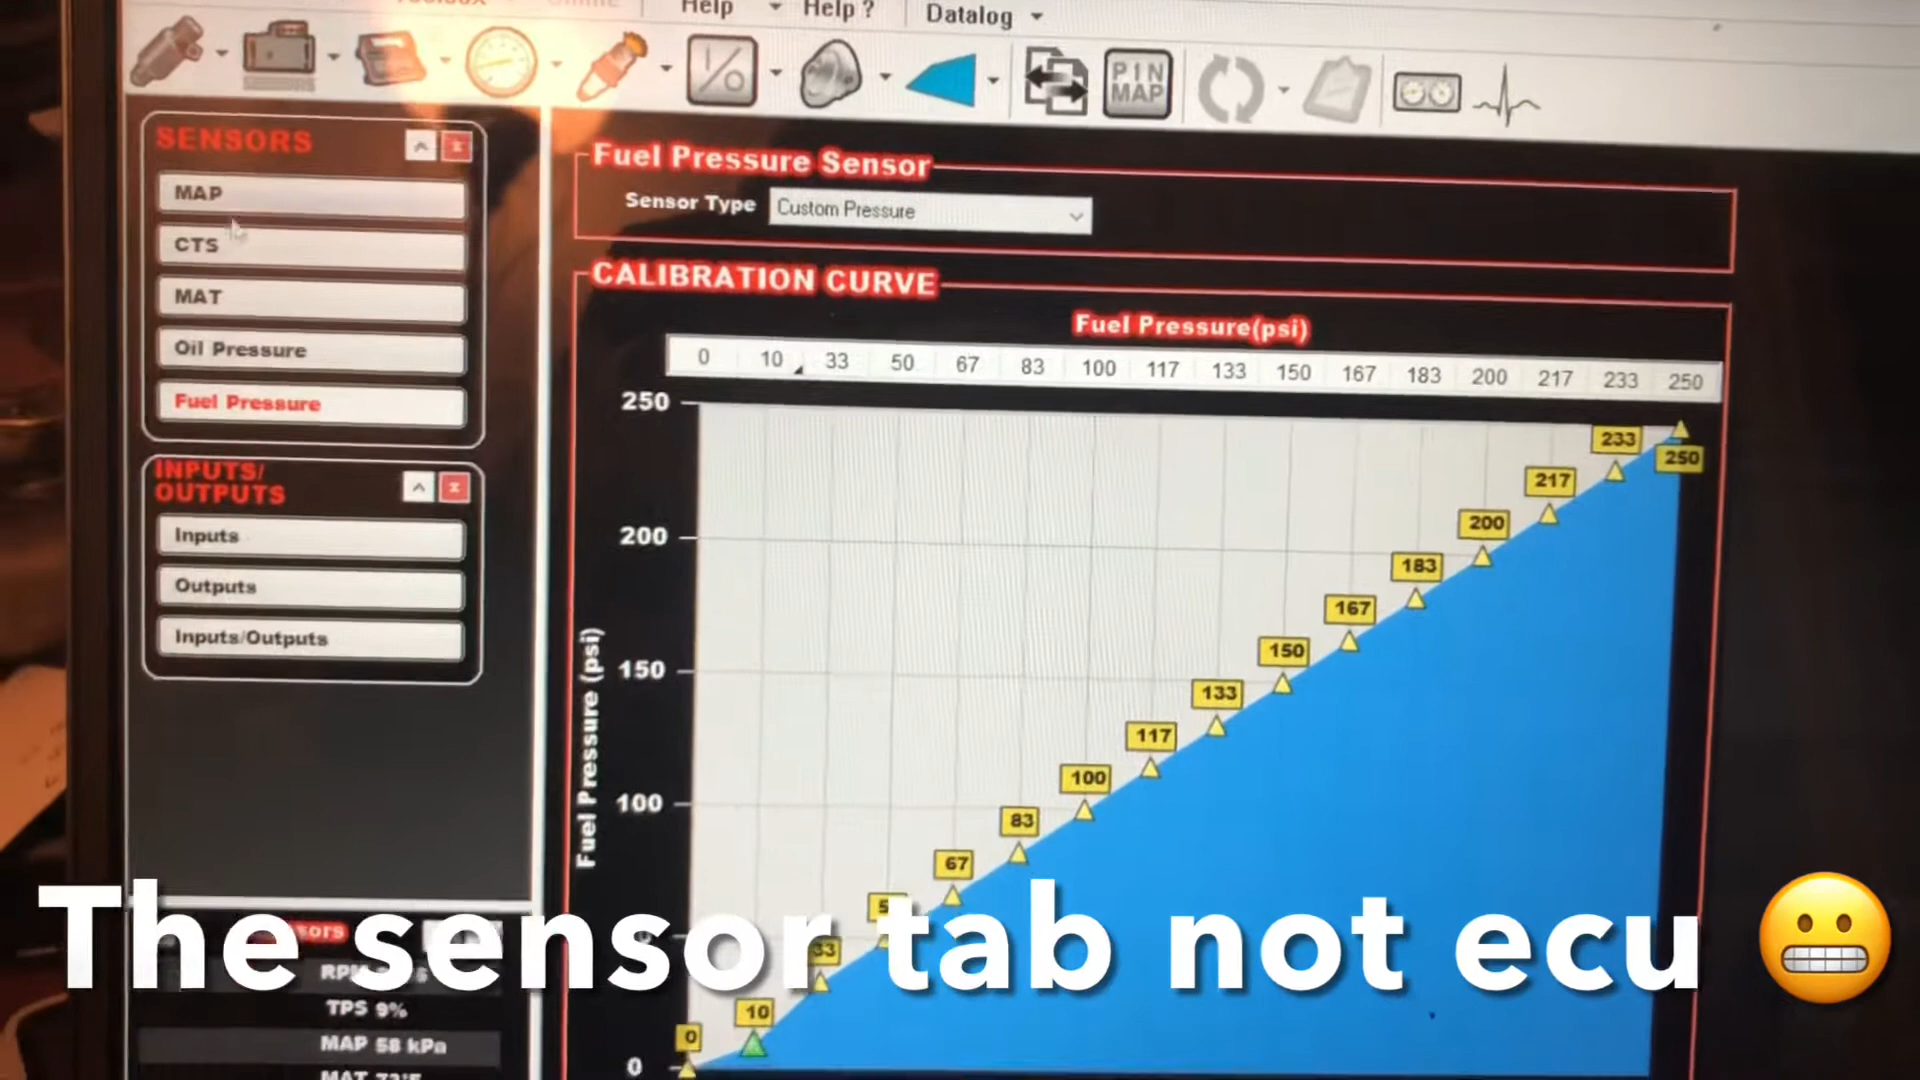 Help Help ? Datalog
I/O
PIN MAP
SENSORS
MAP
CTS
MAT
Oil Pressure
Fuel Pressure
INPUTS/
OUTPUTS
Inputs
Outputs
Inputs/Outputs
RPM
TPS 9%
MAP 58 kPa
MAT 73°F
Fuel Pressure Sensor
Sensor Type Custom Pressure
CALIBRATION CURVE
Fuel Pressure(psi)
0 10 33 50 67 83 100 117 133 150 167 183 200 217 233 250
Fuel Pressure (psi)
250
200
150
100
0
0 10 33 67 83 100 117 133 150 167 183 200 217 233 250
The sensor tab not ecu 😬